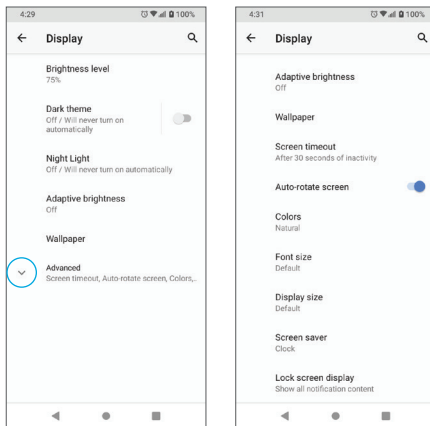 4:29
100%
Display
Brightness level
75%
Dark theme
Off / Will never turn on
automatically
Night Light
Off / Will never turn on automatically
Adaptive brightness
Off
Wallpaper
Advanced
Screen timeout, Auto-rotate screen, Colors,..
4:31
100%
Display
Adaptive brightness
Off
Wallpaper
Screen timeout
After 30 seconds of inactivity
Auto-rotate screen
Colors
Natural
Font size
Default
Display size
Default
Screen saver
Clock
Lock screen display
Show all notification content